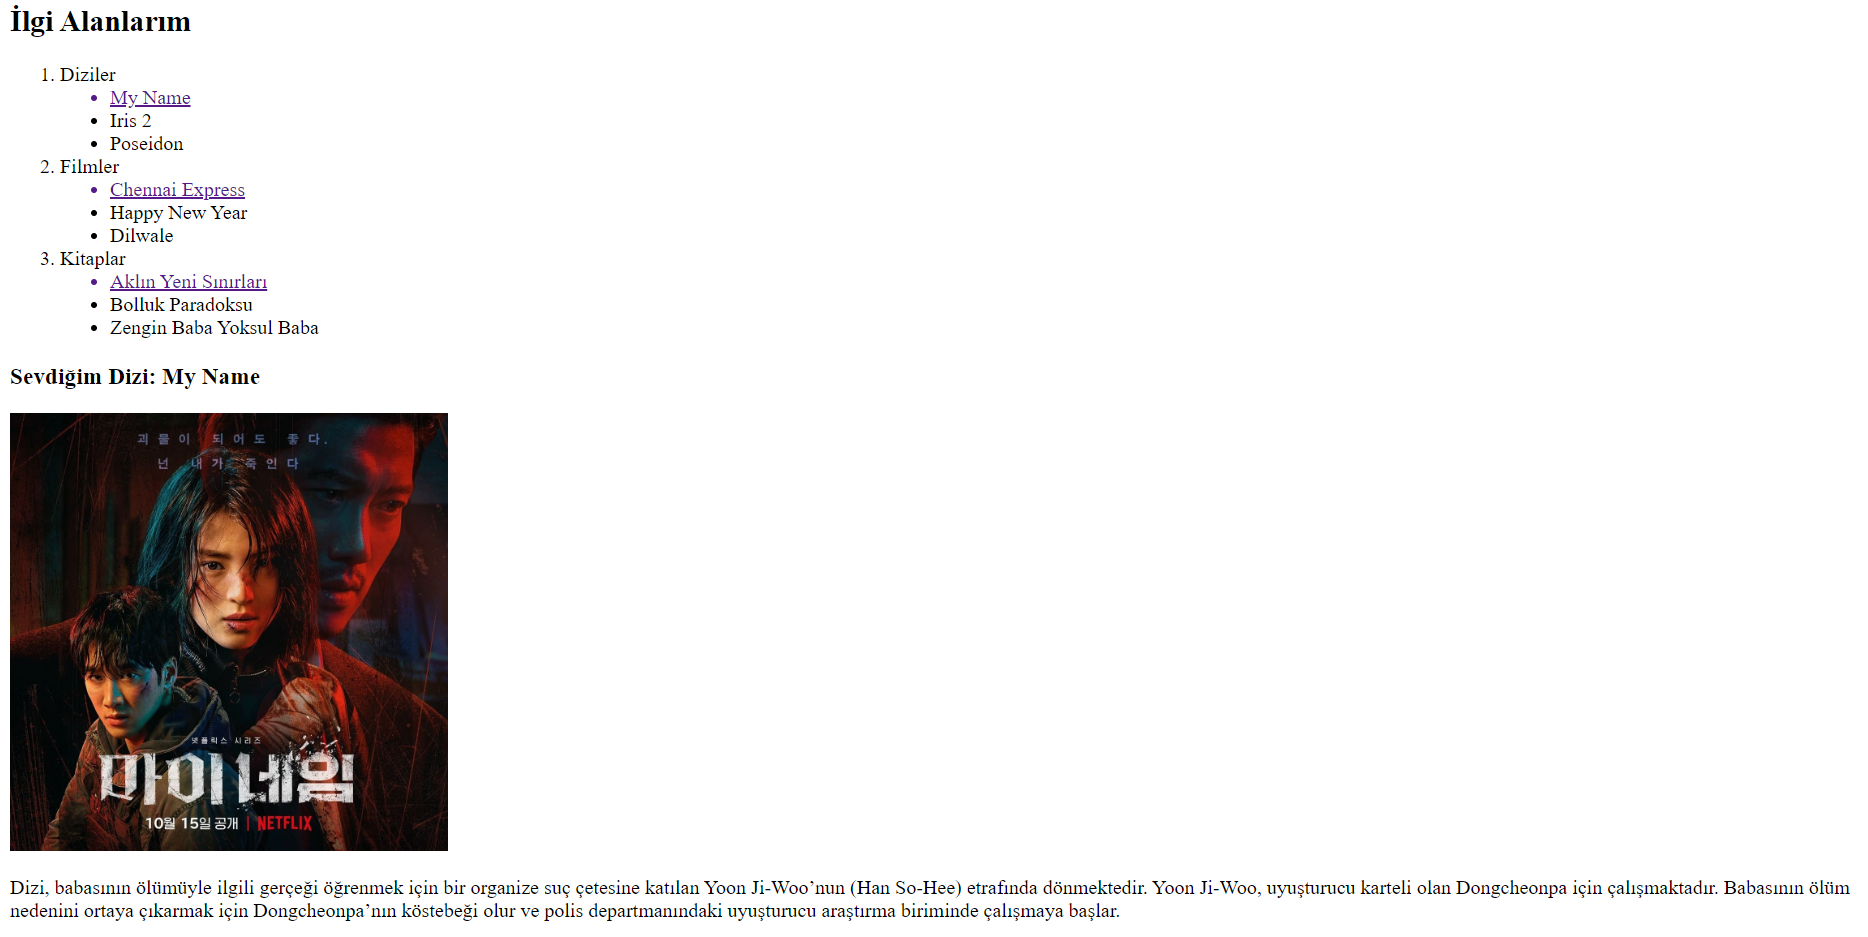 İlgi Alanlarım
1. Diziler
• My Name
• Iris 2
• Poseidon
2. Filmler
• Chennai Express
• Happy New Year
• Dilwale
3. Kitaplar
• Aklın Yeni Sınırları
• Bolluk Paradoksu
• Zengin Baba Yoksul Baba
Sevdiğim Dizi: My Name
괴물이 되어도 좋다.
넌 내가 죽인다
넷플릭스 시리즈
마이네임
10월 15일 공개 | NETFLIX
Dizi, babasının ölümüyle ilgili gerçeği öğrenmek için bir organize suç çetesine katılan Yoon Ji-Woo’nun (Han So-Hee) etrafında dönmektedir. Yoon Ji-Woo, uyuşturucu karteli olan Dongcheonpa için çalışmaktadır. Babasının ölüm
nedenini ortaya çıkarmak için Dongcheonpa’nın köstebeği olur ve polis departmanındaki uyuşturucu araştırma biriminde çalışmaya başlar.